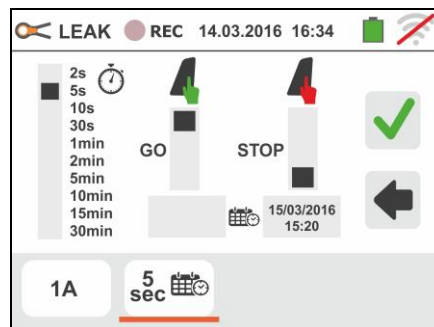 LEAK REC 14.03.2016 16:34
2s
5s
10s
30s
1min
2min
5min
10min
15min
30min
GO
STOP
15/03/2016
15:20
1A
5
sec